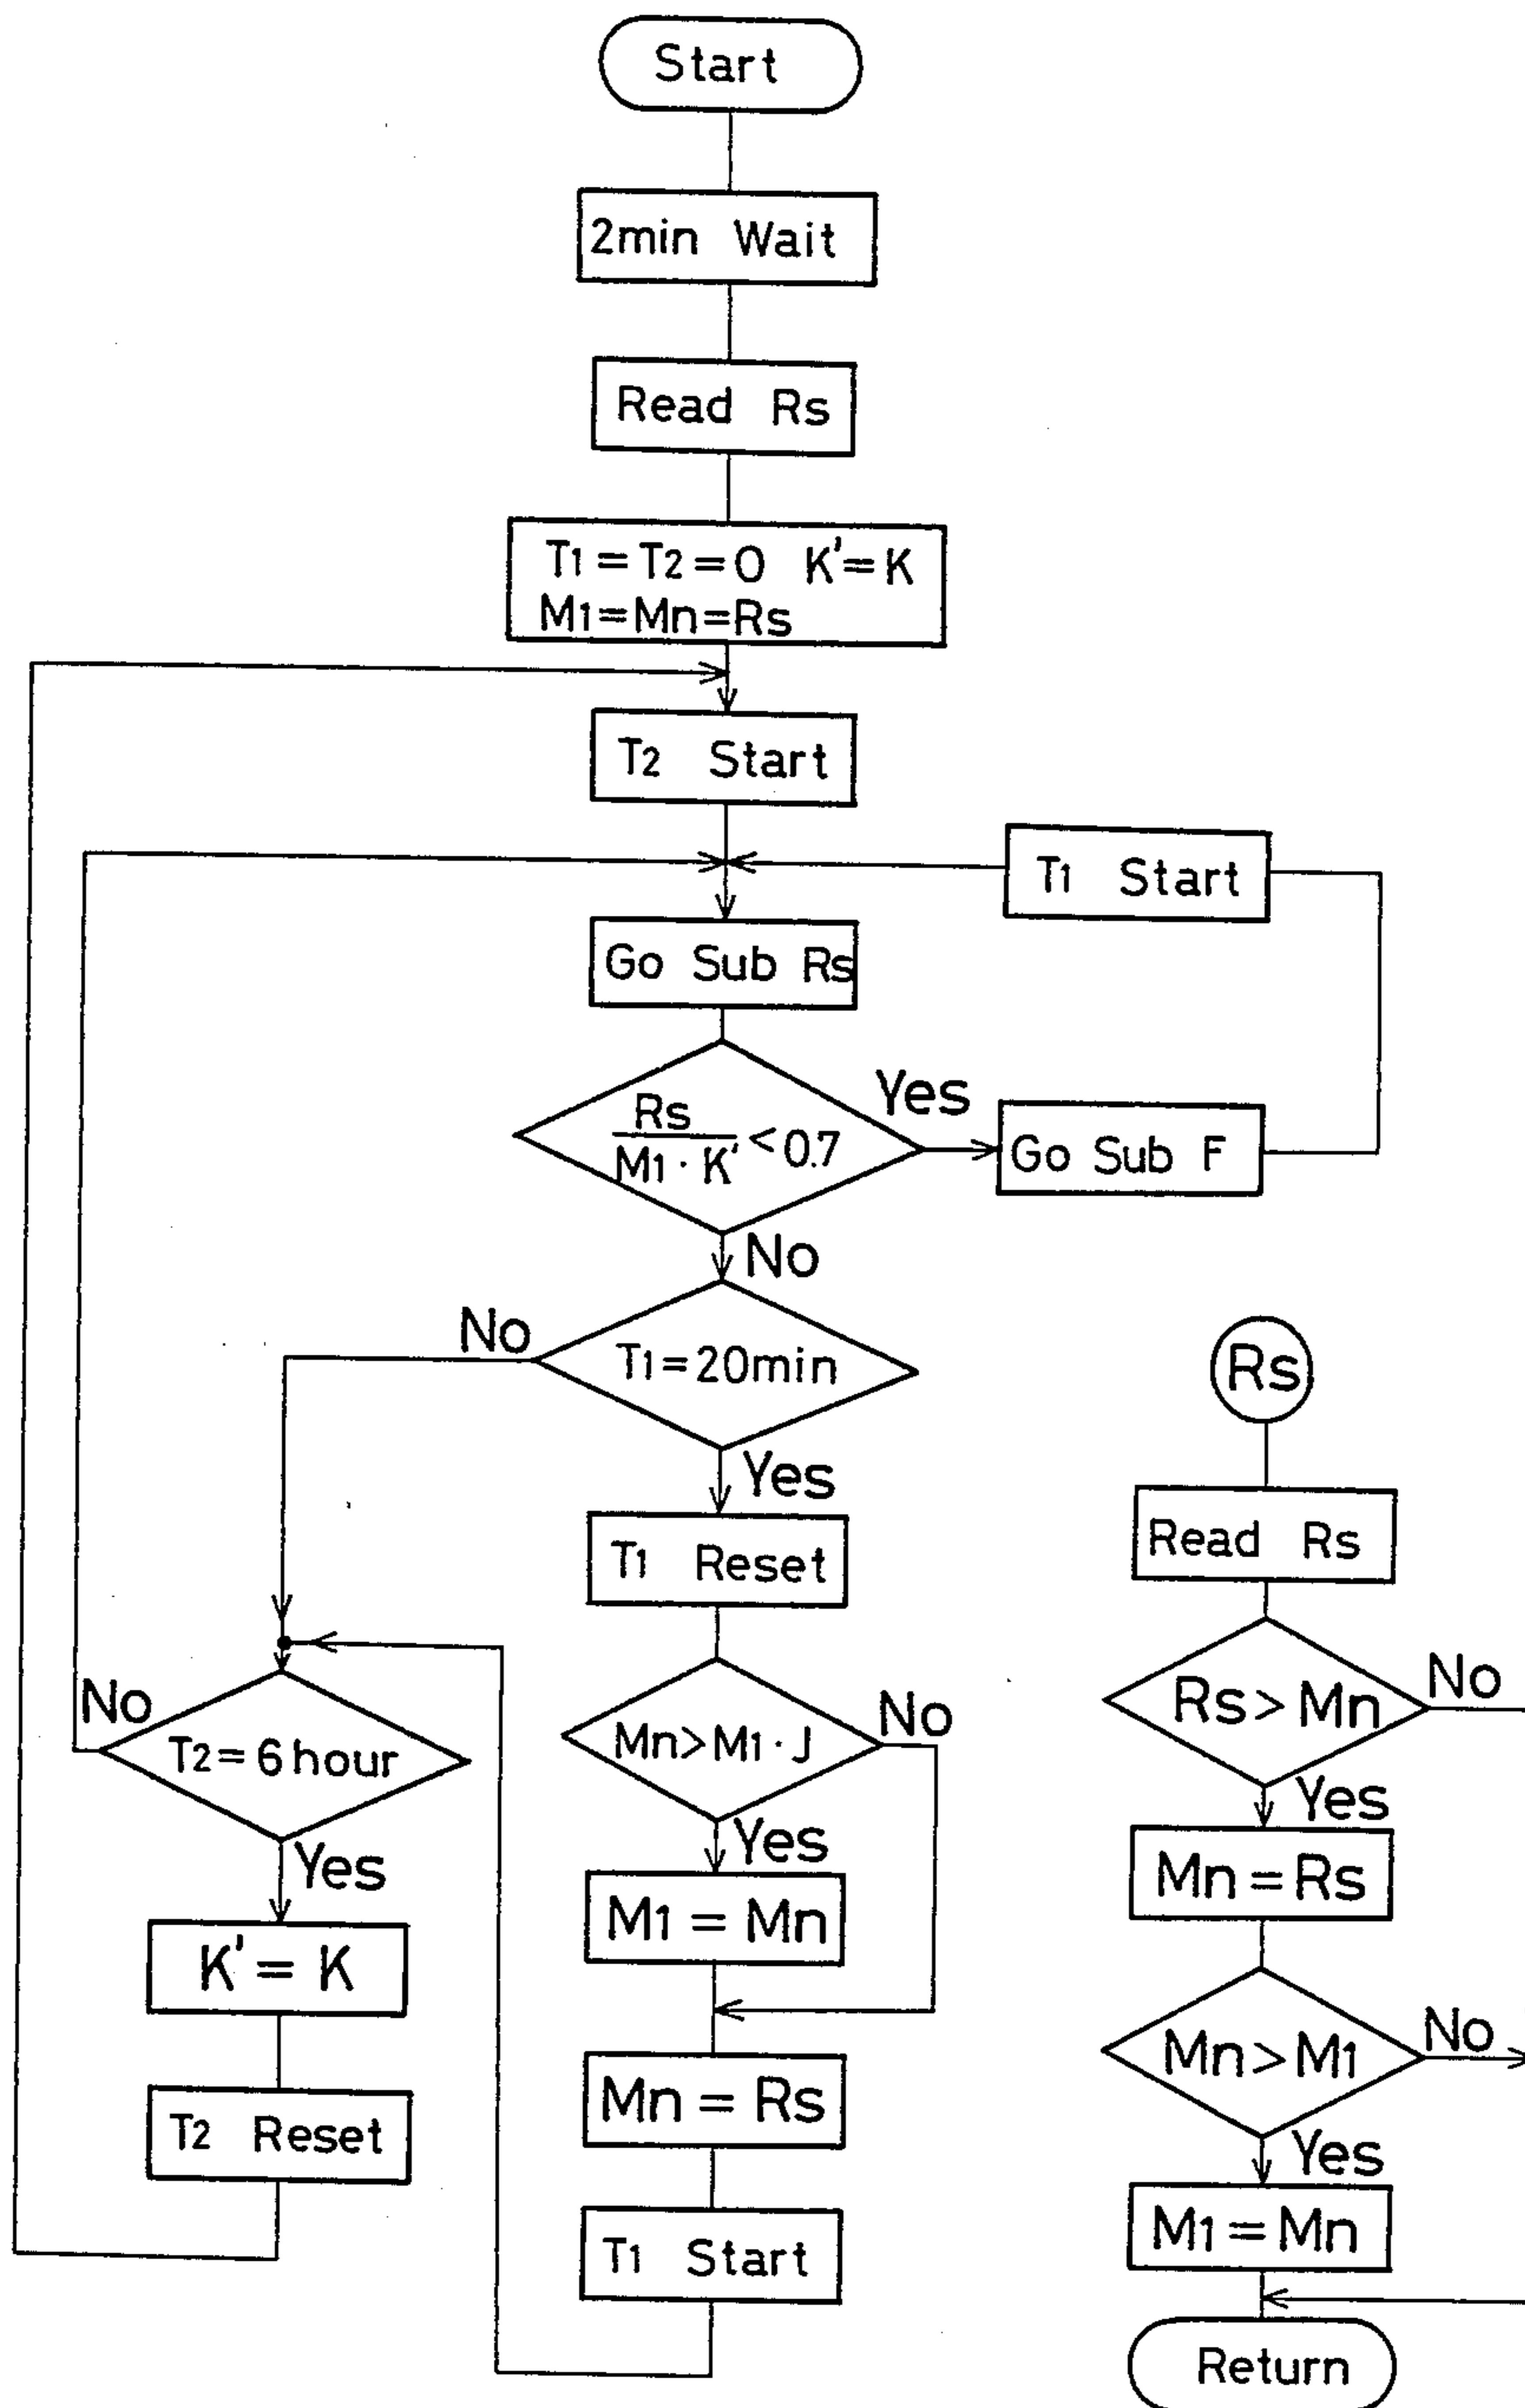 Start
2min Wait
Read Rs
T1=T2=0 K'=K
M1=Mn=Rs
T2 Start
T1 Start
Go Sub Rs
Rs
M1·K'
<0.7
Yes
Go Sub F
No
T1=20min
No
Yes
T1 Reset
Mn>M1·J
No
Yes
M1=Mn
Mn=Rs
T1 Start
T2=6hour
No
Yes
K'=K
T2 Reset
Rs
Read Rs
Rs>Mn
No
Yes
Mn=Rs
Mn>M1
No
Yes
M1=Mn
Return